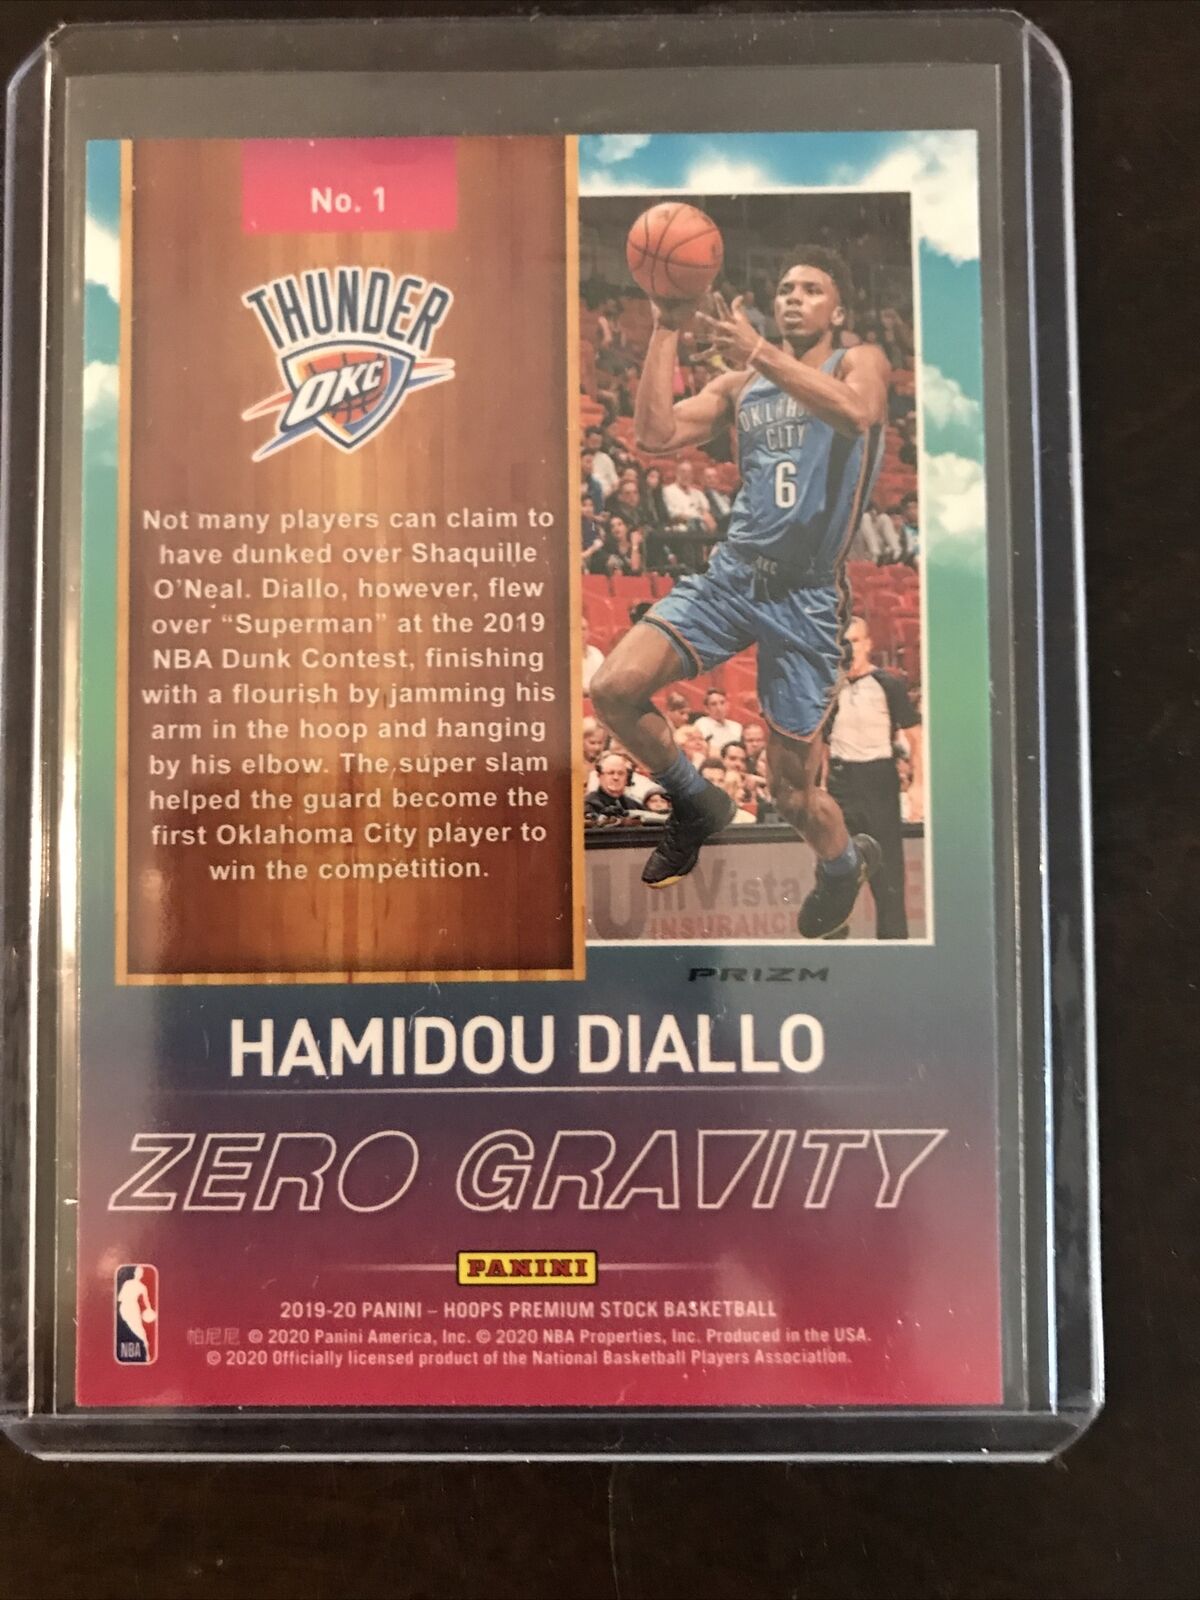 No. 1
THUNDER
OKC
Not many players can claim to
have dunked over Shaquille
O'Neal. Diallo, however, flew
over “Superman” at the 2019
NBA Dunk Contest, finishing
with a flourish by jamming his
arm in the hoop and hanging
by his elbow. The super slam
helped the guard become the
first Oklahoma City player to
win the competition.
OKLAHO
CITY
6
OKC
UniVista
INSURANCE
PRIZM
HAMIDOU DIALLO
ZERO GRAVITY
PANINI
NBA
2019-20 PANINI – HOOPS PREMIUM STOCK BASKETBALL
帕尼尼 © 2020 Panini America, Inc. © 2020 NBA Properties, Inc. Produced in the USA.
© 2020 Officially licensed product of the National Basketball Players Association.